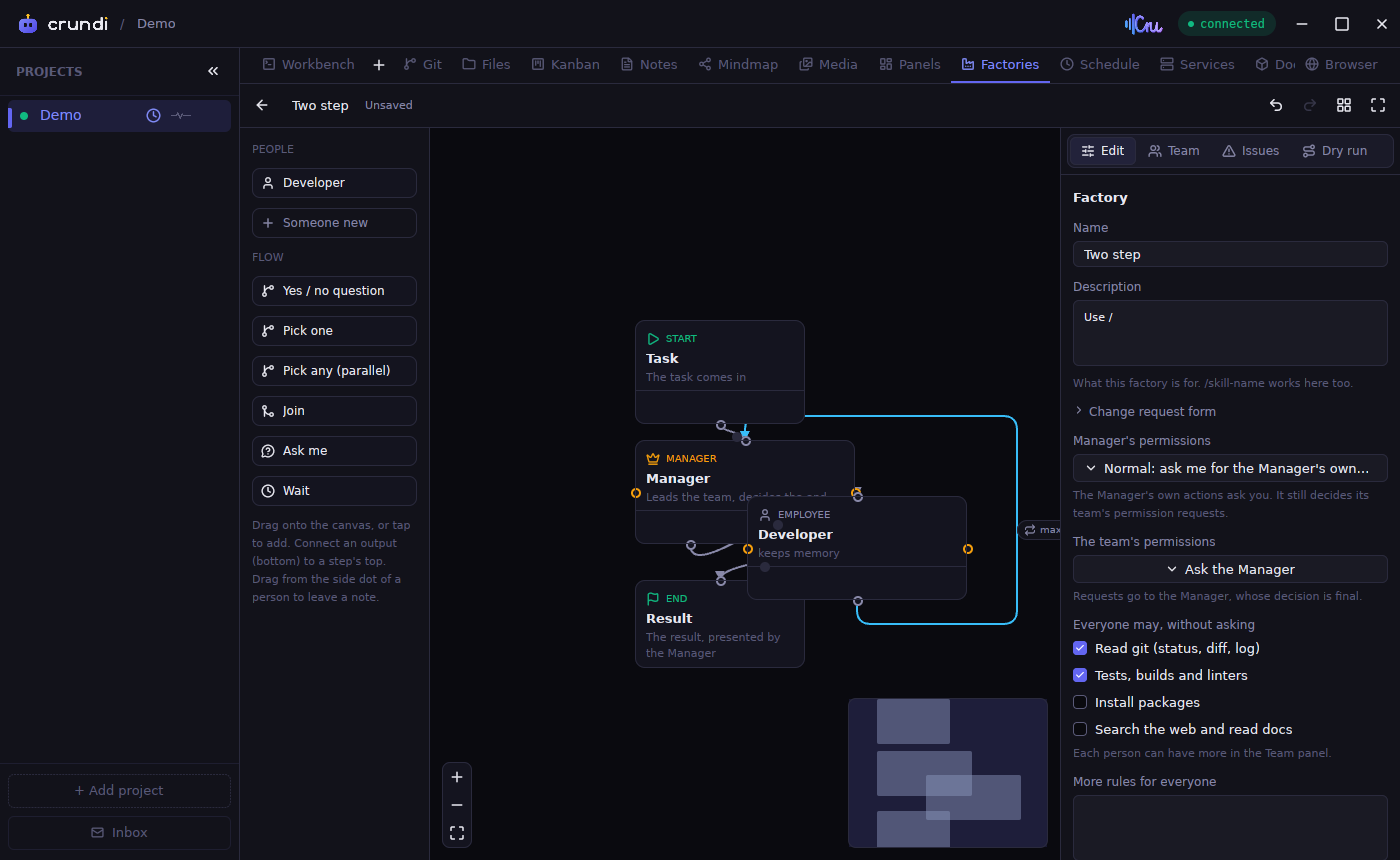 crundi / Demo
Cru
connected
PROJECTS
Demo
+ Add project
Inbox
Workbench
Git
Files
Kanban
Notes
Mindmap
Media
Panels
Factories
Schedule
Services
Doc
Browser
Two step
Unsaved
PEOPLE
Developer
Someone new
FLOW
Yes / no question
Pick one
Pick any (parallel)
Join
Ask me
Wait
Drag onto the canvas, or tap
to add. Connect an output
(bottom) to a step's top.
Drag from the side dot of a
person to leave a note.
START
Task
The task comes in
MANAGER
Manager
Leads the team, decides the end
EMPLOYEE
Developer
keeps memory
max
END
Result
The result, presented by
the Manager
Edit
Team
Issues
Dry run
Factory
Name
Two step
Description
Use /
What this factory is for. /skill-name works here too.
Change request form
Manager's permissions
Normal: ask me for the Manager's own...
The Manager's own actions ask you. It still decides its
team's permission requests.
The team's permissions
Ask the Manager
Requests go to the Manager, whose decision is final.
Everyone may, without asking
Read git (status, diff, log)
Tests, builds and linters
Install packages
Search the web and read docs
Each person can have more in the Team panel.
More rules for everyone